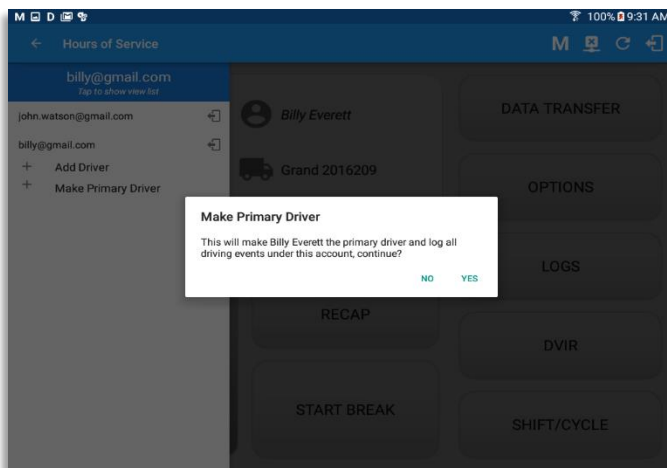 M D 100% 9:31 AM
Hours of Service M
billy@gmail.com
Tap to show view list
john.watson@gmail.com
billy@gmail.com
+ Add Driver
+ Make Primary Driver
Billy Everett
Grand 2016209
DATA TRANSFER
OPTIONS
Make Primary Driver
This will make Billy Everett the primary driver and log all
driving events under this account, continue?
NO YES
LOGS
RECAP
DVIR
START BREAK
SHIFT/CYCLE